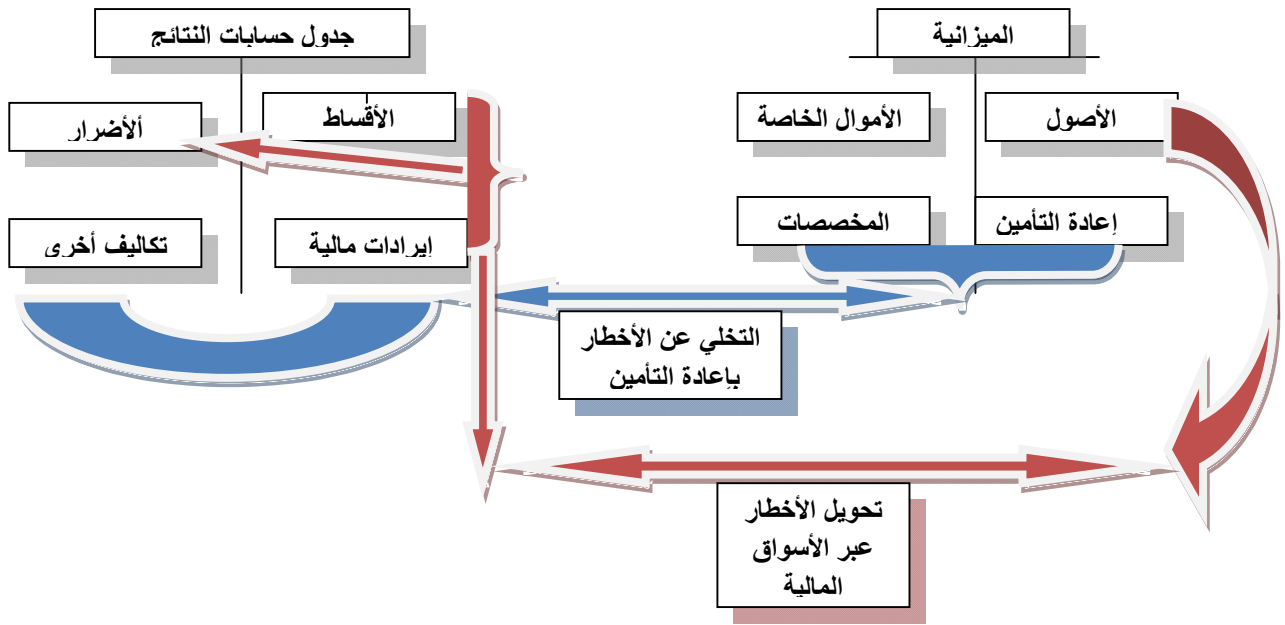 الميزانية
جدول حسابات النتائج
الأصول
الأموال الخاصة
الأقساط
ألأضرار
إعادة التأمين
المخصصات
إيرادات مالية
تكاليف أخرى
التخلي عن الأخطار
بإعادة التأمين
تحويل الأخطار
عبر الأسواق
المالية